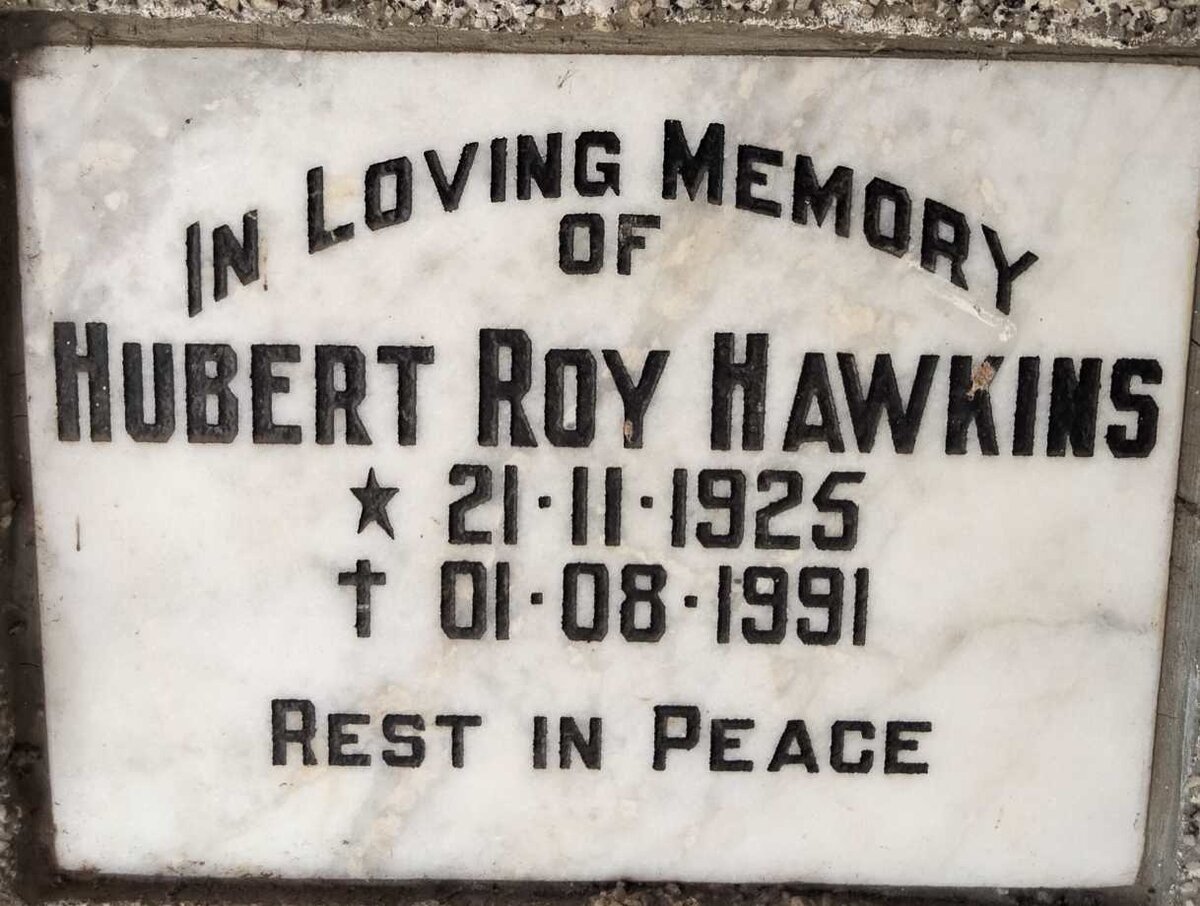 IN LOVING MEMORY
OF
HUBERT ROY HAWKINS
★ 21·11·1925
✝ 01·08·1991
REST IN PEACE